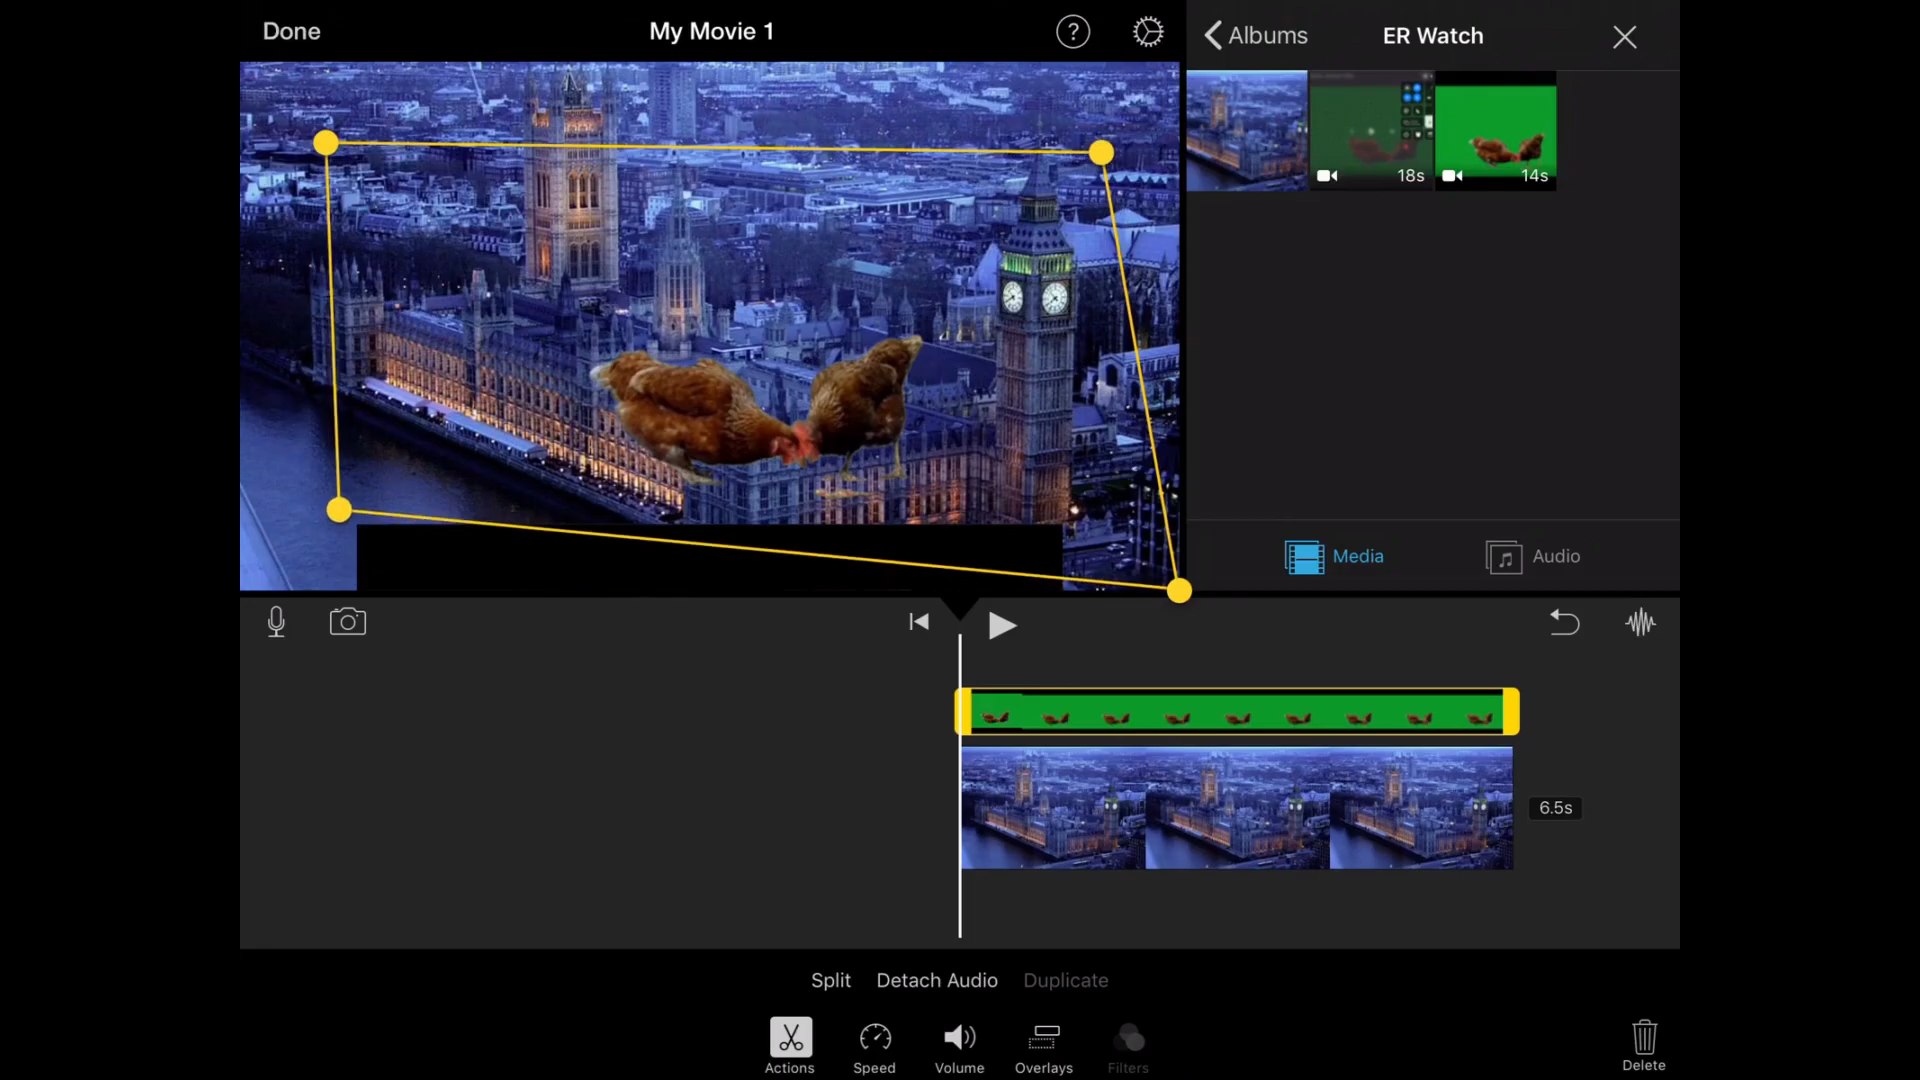 Done
My Movie 1
?
Albums
ER Watch
18s
14s
Media
Audio
6.5s
Split
Detach Audio
Duplicate
Actions
Speed
Volume
Overlays
Filters
Delete